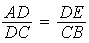 AD/DC = DE/CB